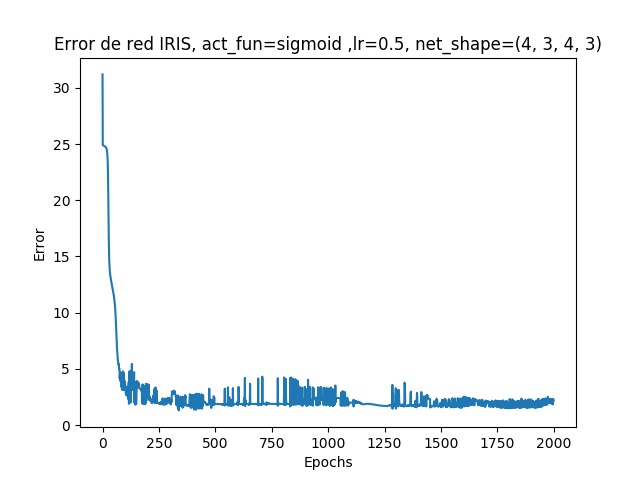 Error de red IRIS, act_fun=sigmoid ,lr=0.5, net_shape=(4, 3, 4, 3)
30
25
20
15
10
5
0
Error
0 250 500 750 1000 1250 1500 1750 2000
Epochs